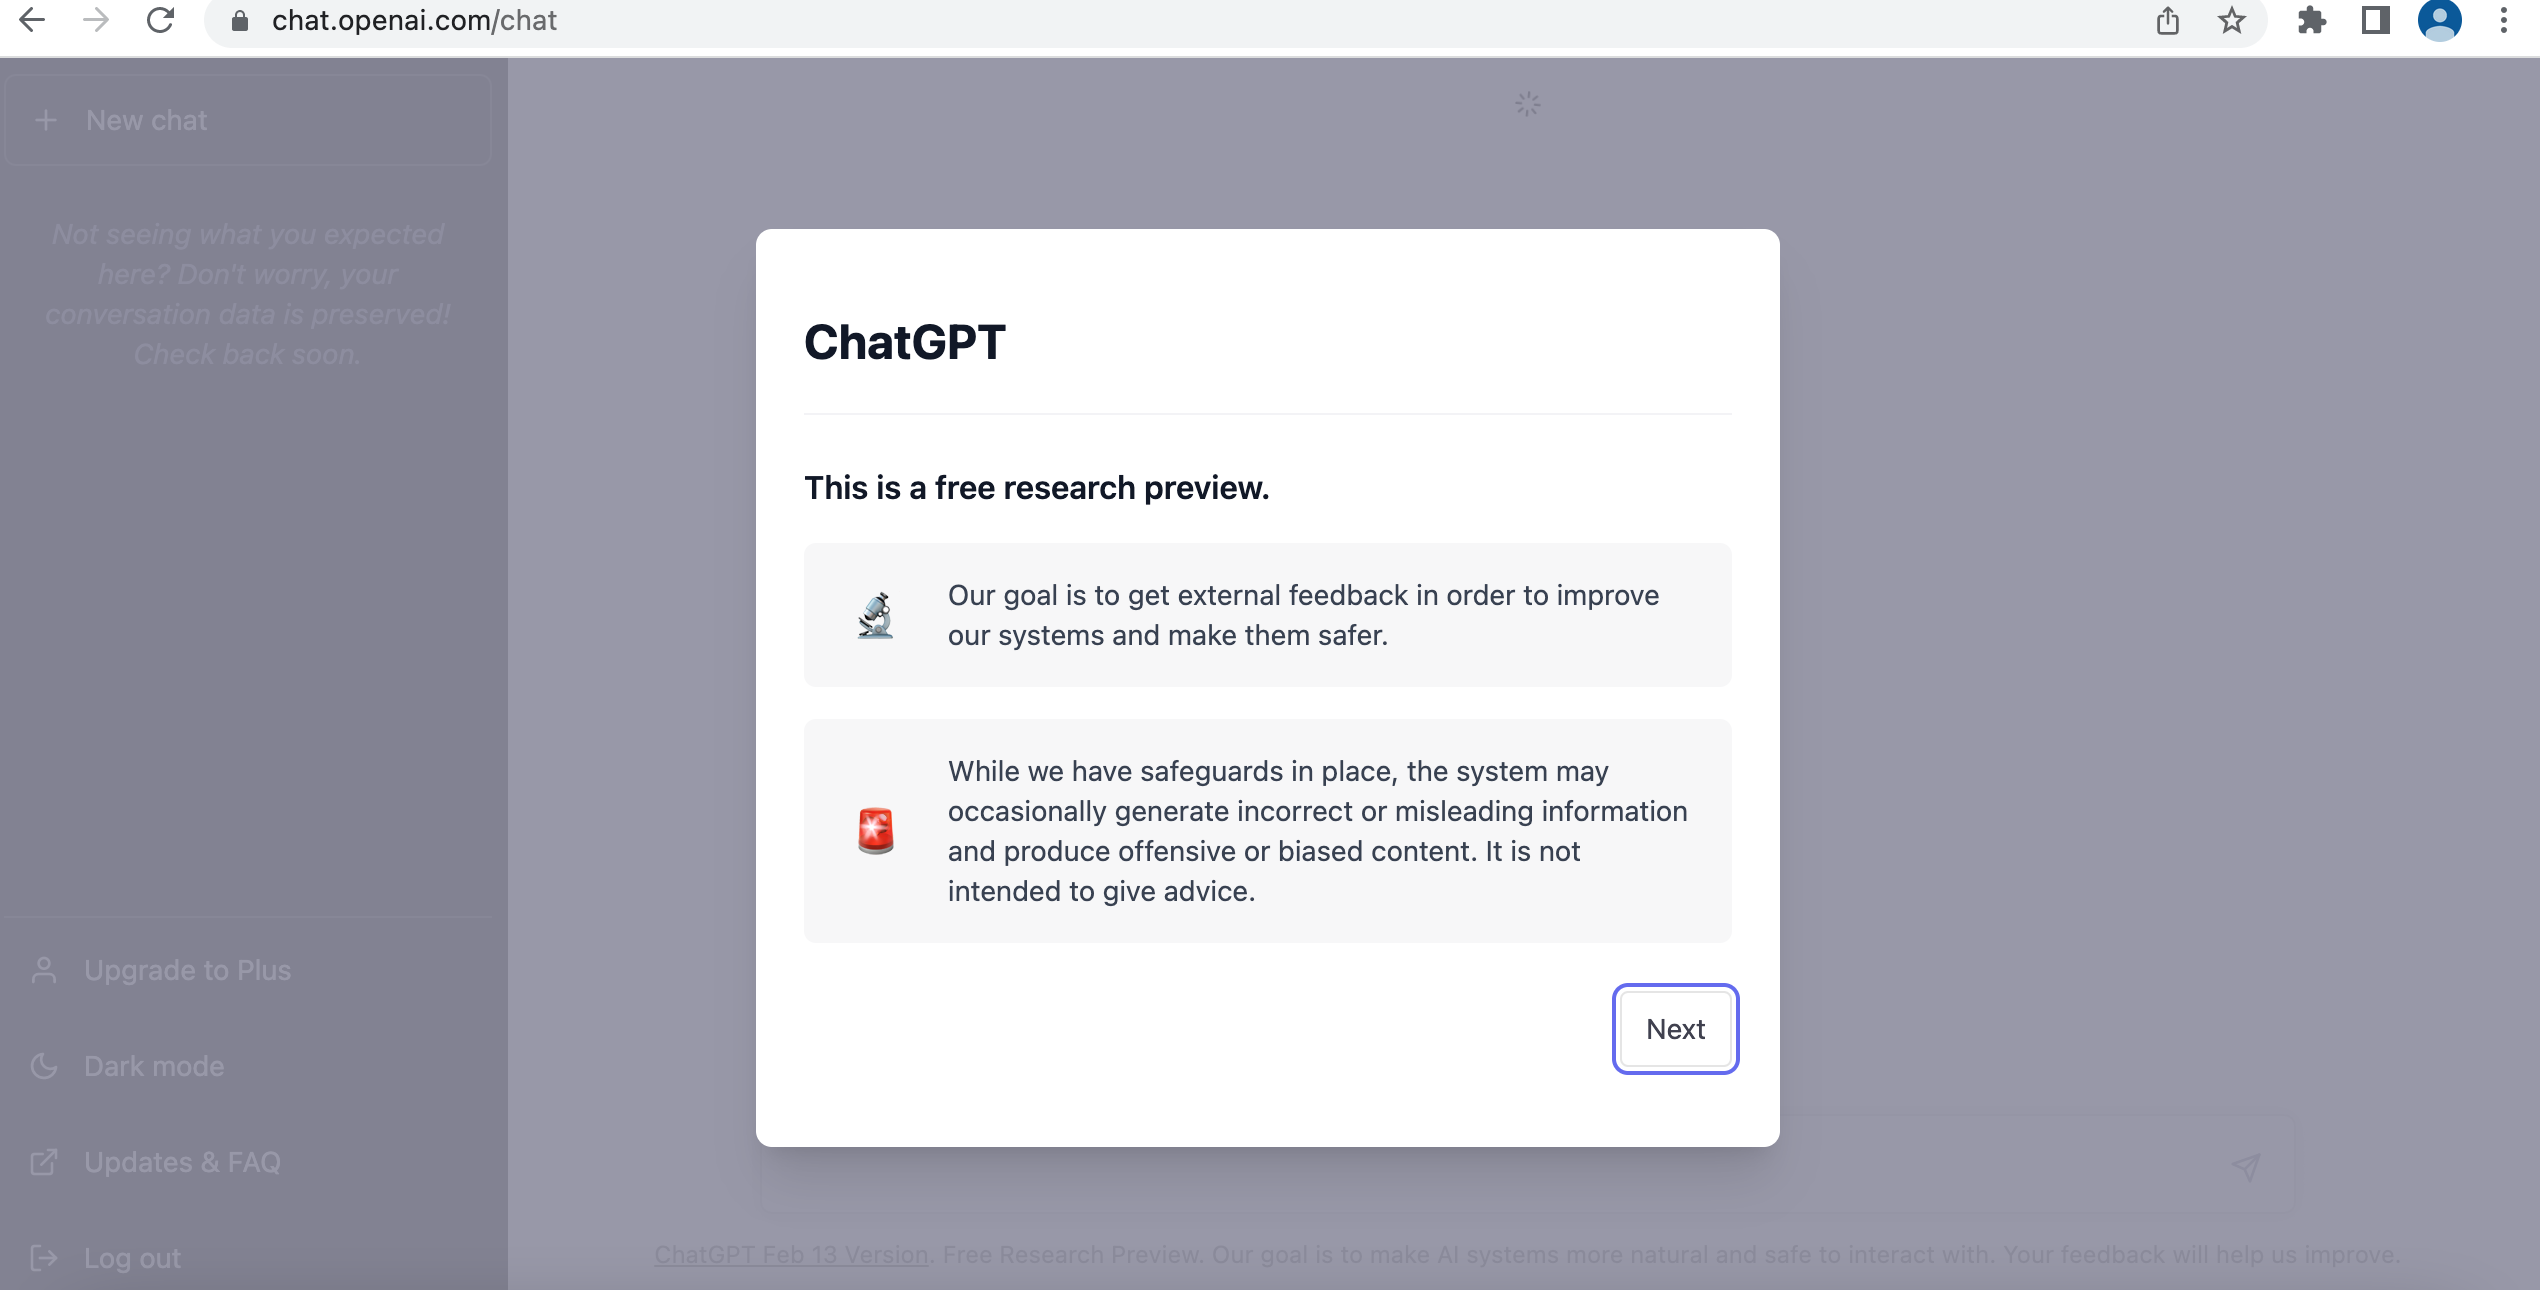 chat.openai.com/chat
New chat
Not seeing what you expected
here? Don't worry, your
conversation data is preserved!
Check back soon.
ChatGPT
This is a free research preview.
Our goal is to get external feedback in order to improve
our systems and make them safer.
While we have safeguards in place, the system may
occasionally generate incorrect or misleading information
and produce offensive or biased content. It is not
intended to give advice.
Next
Upgrade to Plus
Dark mode
Updates & FAQ
Log out
ChatGPT Feb 13 Version. Free Research Preview. Our goal is to make AI systems more natural and safe to interact with. Your feedback will help us improve.